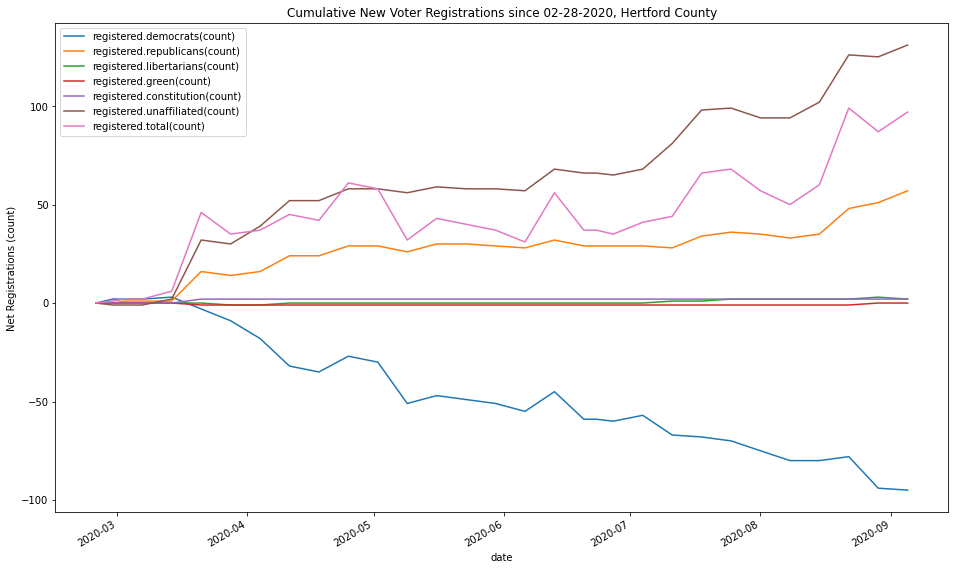 Cumulative New Voter Registrations since 02-28-2020, Hertford County
registered.democrats(count)
registered.republicans(count)
registered.libertarians(count)
registered.green(count)
registered.constitution(count)
registered.unaffiliated(count)
registered.total(count)
Net Registrations (count)
100
50
0
−50
−100
2020-03
2020-04
2020-05
2020-06
2020-07
2020-08
2020-09
date